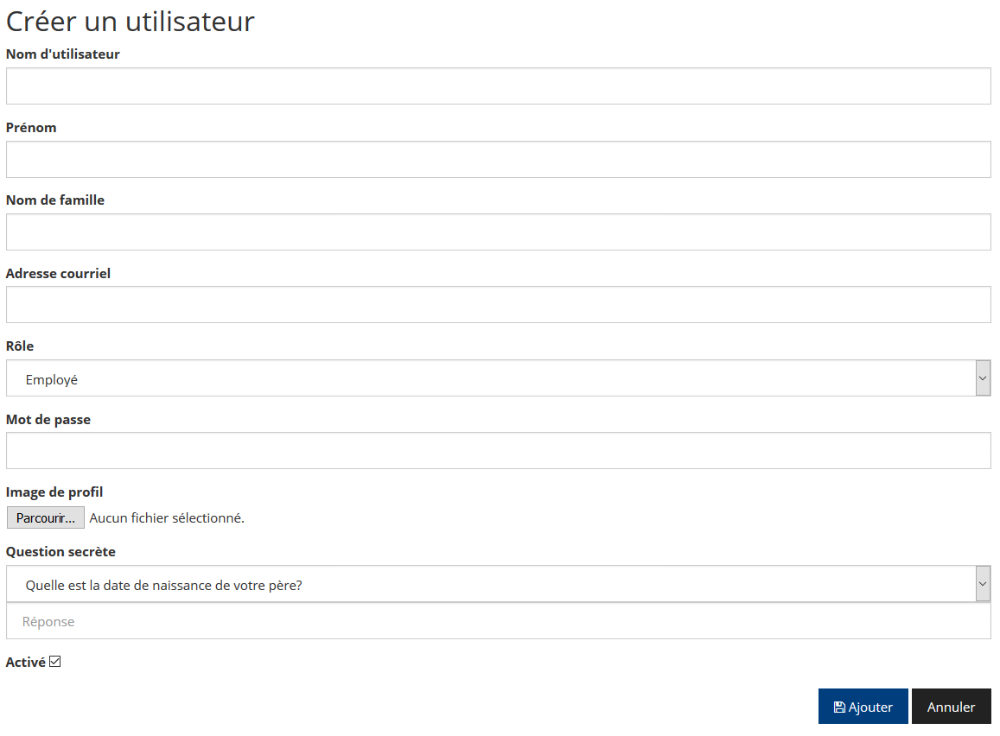 Créer un utilisateur
Nom d'utilisateur
Prénom
Nom de famille
Adresse courriel
Rôle
Employé
Mot de passe
Image de profil
Parcourir... Aucun fichier sélectionné.
Question secrète
Quelle est la date de naissance de votre père?
Réponse
Activé
Ajouter Annuler